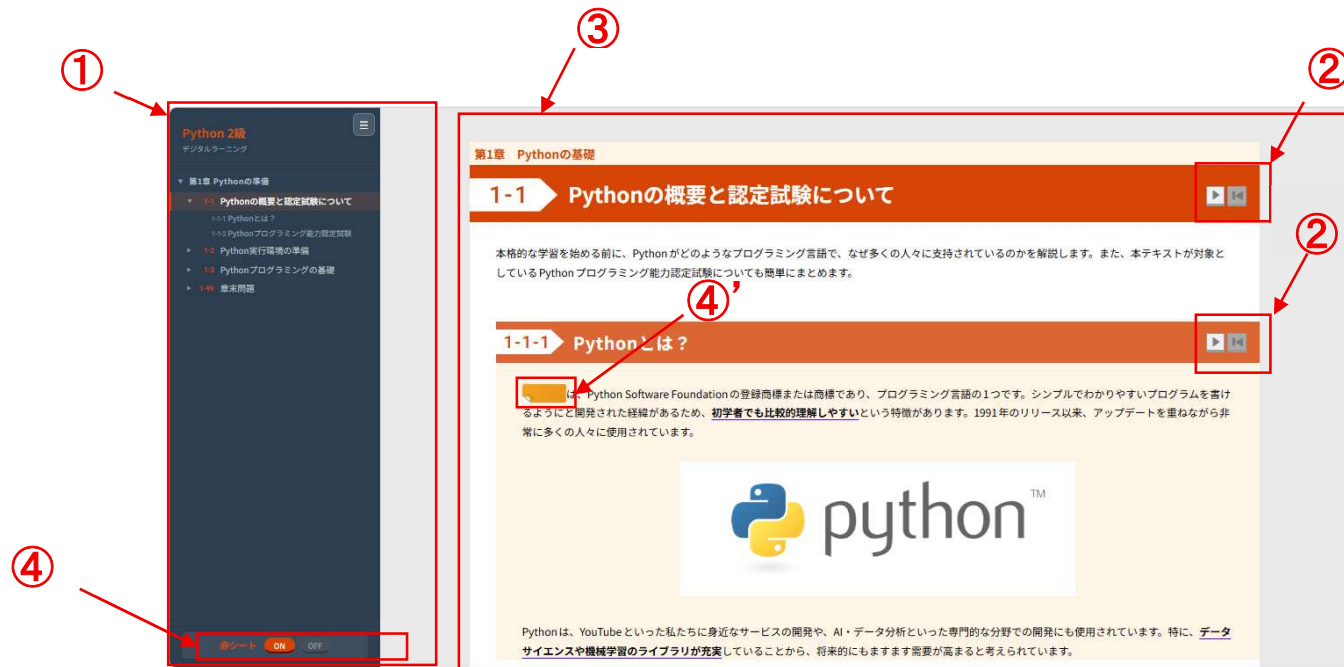 ③
①
②
Python 2級
デジタルラーニング
☰
▼ 第1章 Pythonの準備
▼ 1-1 Pythonの概要と認定試験について
1-1-1 Pythonとは？
1-1-2 Pythonプログラミング能力認定試験
▶ 1-2 Python実行環境の準備
▶ 1-3 Pythonプログラミングの基礎
▶ 1-99 章末問題
第1章 Pythonの基礎
1-1 Pythonの概要と認定試験について
②
本格的な学習を始める前に、Pythonがどのようなプログラミング言語で、なぜ多くの人々に支持されているのかを解説します。また、本テキストが対象と
しているPythonプログラミング能力認定試験についても簡単にまとめます。
④’
1-1-1 Pythonとは？
は、Python Software Foundationの登録商標または商標であり、プログラミング言語の1つです。シンプルでわかりやすいプログラムを書け
るようにと開発された経緯があるため、初学者でも比較的理解しやすいという特徴があります。1991年のリリース以来、アップデートを重ねながら非
常に多くの人々に使用されています。
python™
④
赤シート ON OFF
Pythonは、YouTubeといった私たちに身近なサービスの開発や、AI・データ分析といった専門的な分野での開発にも使用されています。特に、データ
サイエンスや機械学習のライブラリが充実していることから、将来的にもますます需要が高まると考えられています。